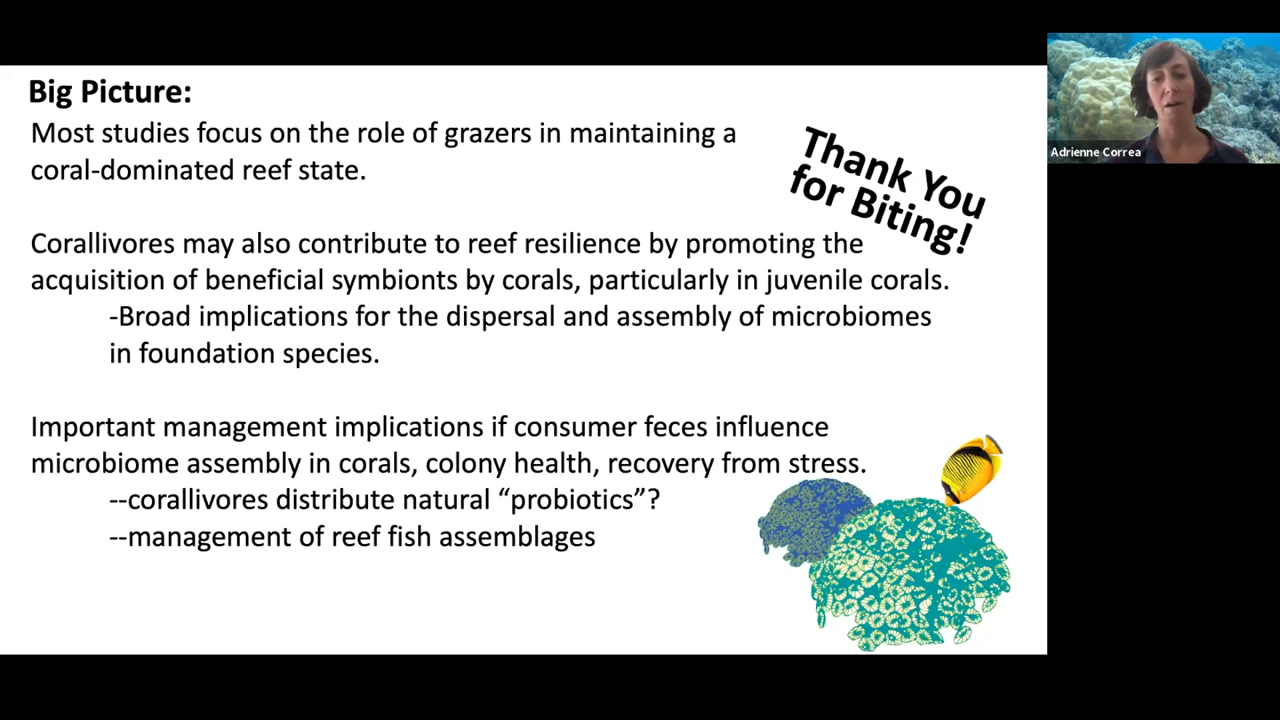 Big Picture:
Most studies focus on the role of grazers in maintaining a
coral-dominated reef state.
Thank You
for Biting!
Corallivores may also contribute to reef resilience by promoting the
acquisition of beneficial symbionts by corals, particularly in juvenile corals.
-Broad implications for the dispersal and assembly of microbiomes
in foundation species.
Important management implications if consumer feces influence
microbiome assembly in corals, colony health, recovery from stress.
--corallivores distribute natural “probiotics”?
--management of reef fish assemblages
Adrienne Correa